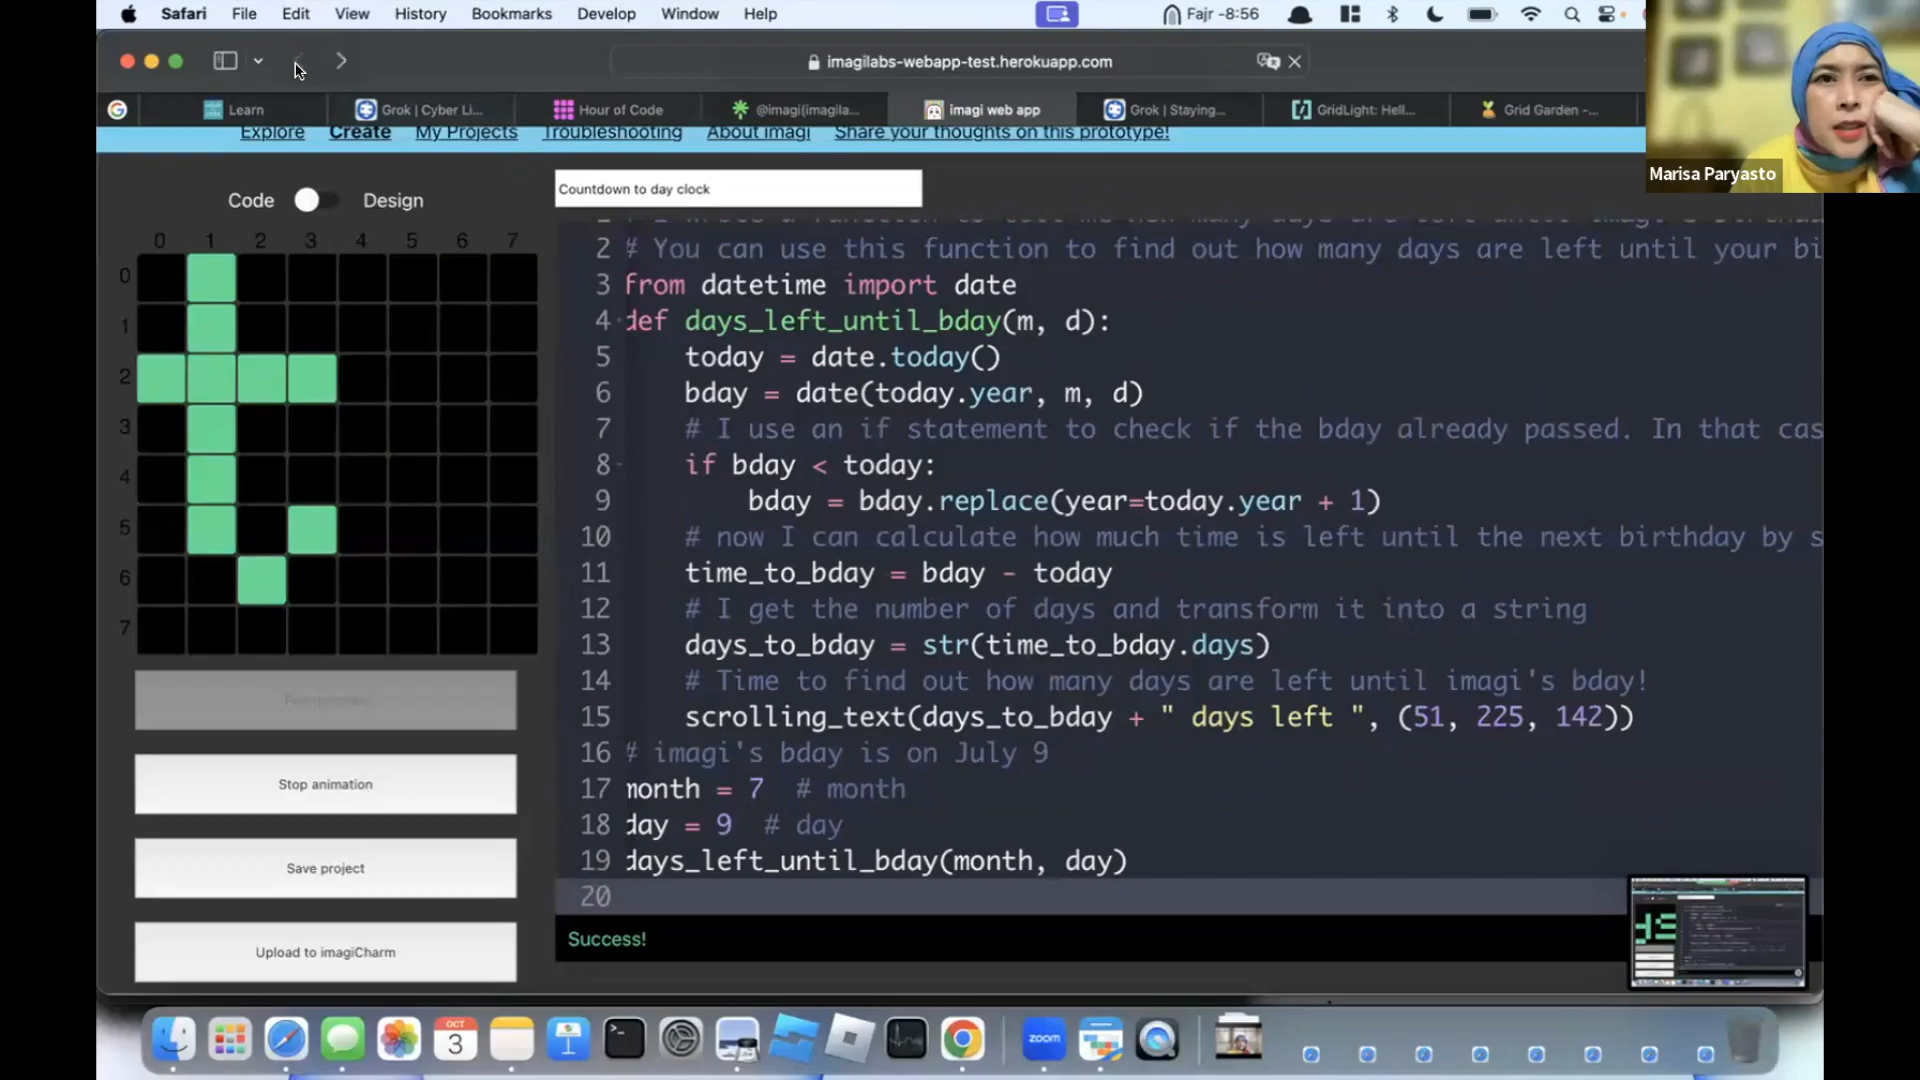 Safari File Edit View History Bookmarks Develop Window Help Fajr -8:56
imagilabs-webapp-test.herokuapp.com
Learn Grok | Cyber Li... Hour of Code @imagi(imagila... imagi web app Grok | Staying... GridLight: Hell... Grid Garden -...
Marisa Paryasto
Explore Create My Projects Troubleshooting About imagi Share your thoughts on this prototype!
Code Design
Countdown to day clock
0 1 2 3 4 5 6 7
0
1
2
3
4
5
6
7
Stop animation
Save project
Upload to imagiCharm
2 # You can use this function to find out how many days are left until your bi
3 from datetime import date
4 def days_left_until_bday(m, d):
5 today = date.today()
6 bday = date(today.year, m, d)
7 # I use an if statement to check if the bday already passed. In that cas
8 if bday < today:
9 bday = bday.replace(year=today.year + 1)
10 # now I can calculate how much time is left until the next birthday by s
11 time_to_bday = bday - today
12 # I get the number of days and transform it into a string
13 days_to_bday = str(time_to_bday.days)
14 # Time to find out how many days are left until imagi's bday!
15 scrolling_text(days_to_bday + " days left ", (51, 225, 142))
16 # imagi's bday is on July 9
17 month = 7 # month
18 day = 9 # day
19 days_left_until_bday(month, day)
20
Success!
OCT
3
zoom